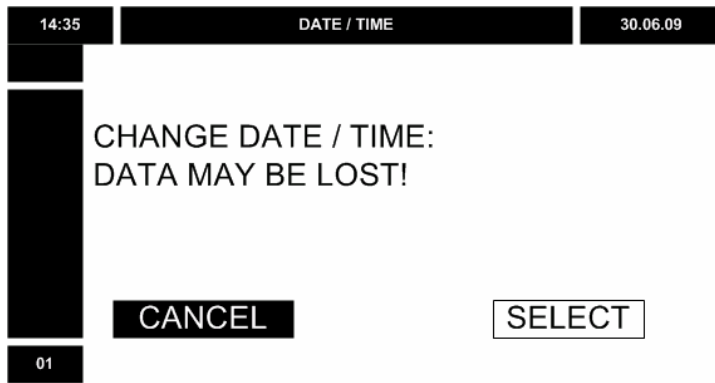 14:35 DATE / TIME 30.06.09
CHANGE DATE / TIME:
DATA MAY BE LOST!
CANCEL SELECT
01